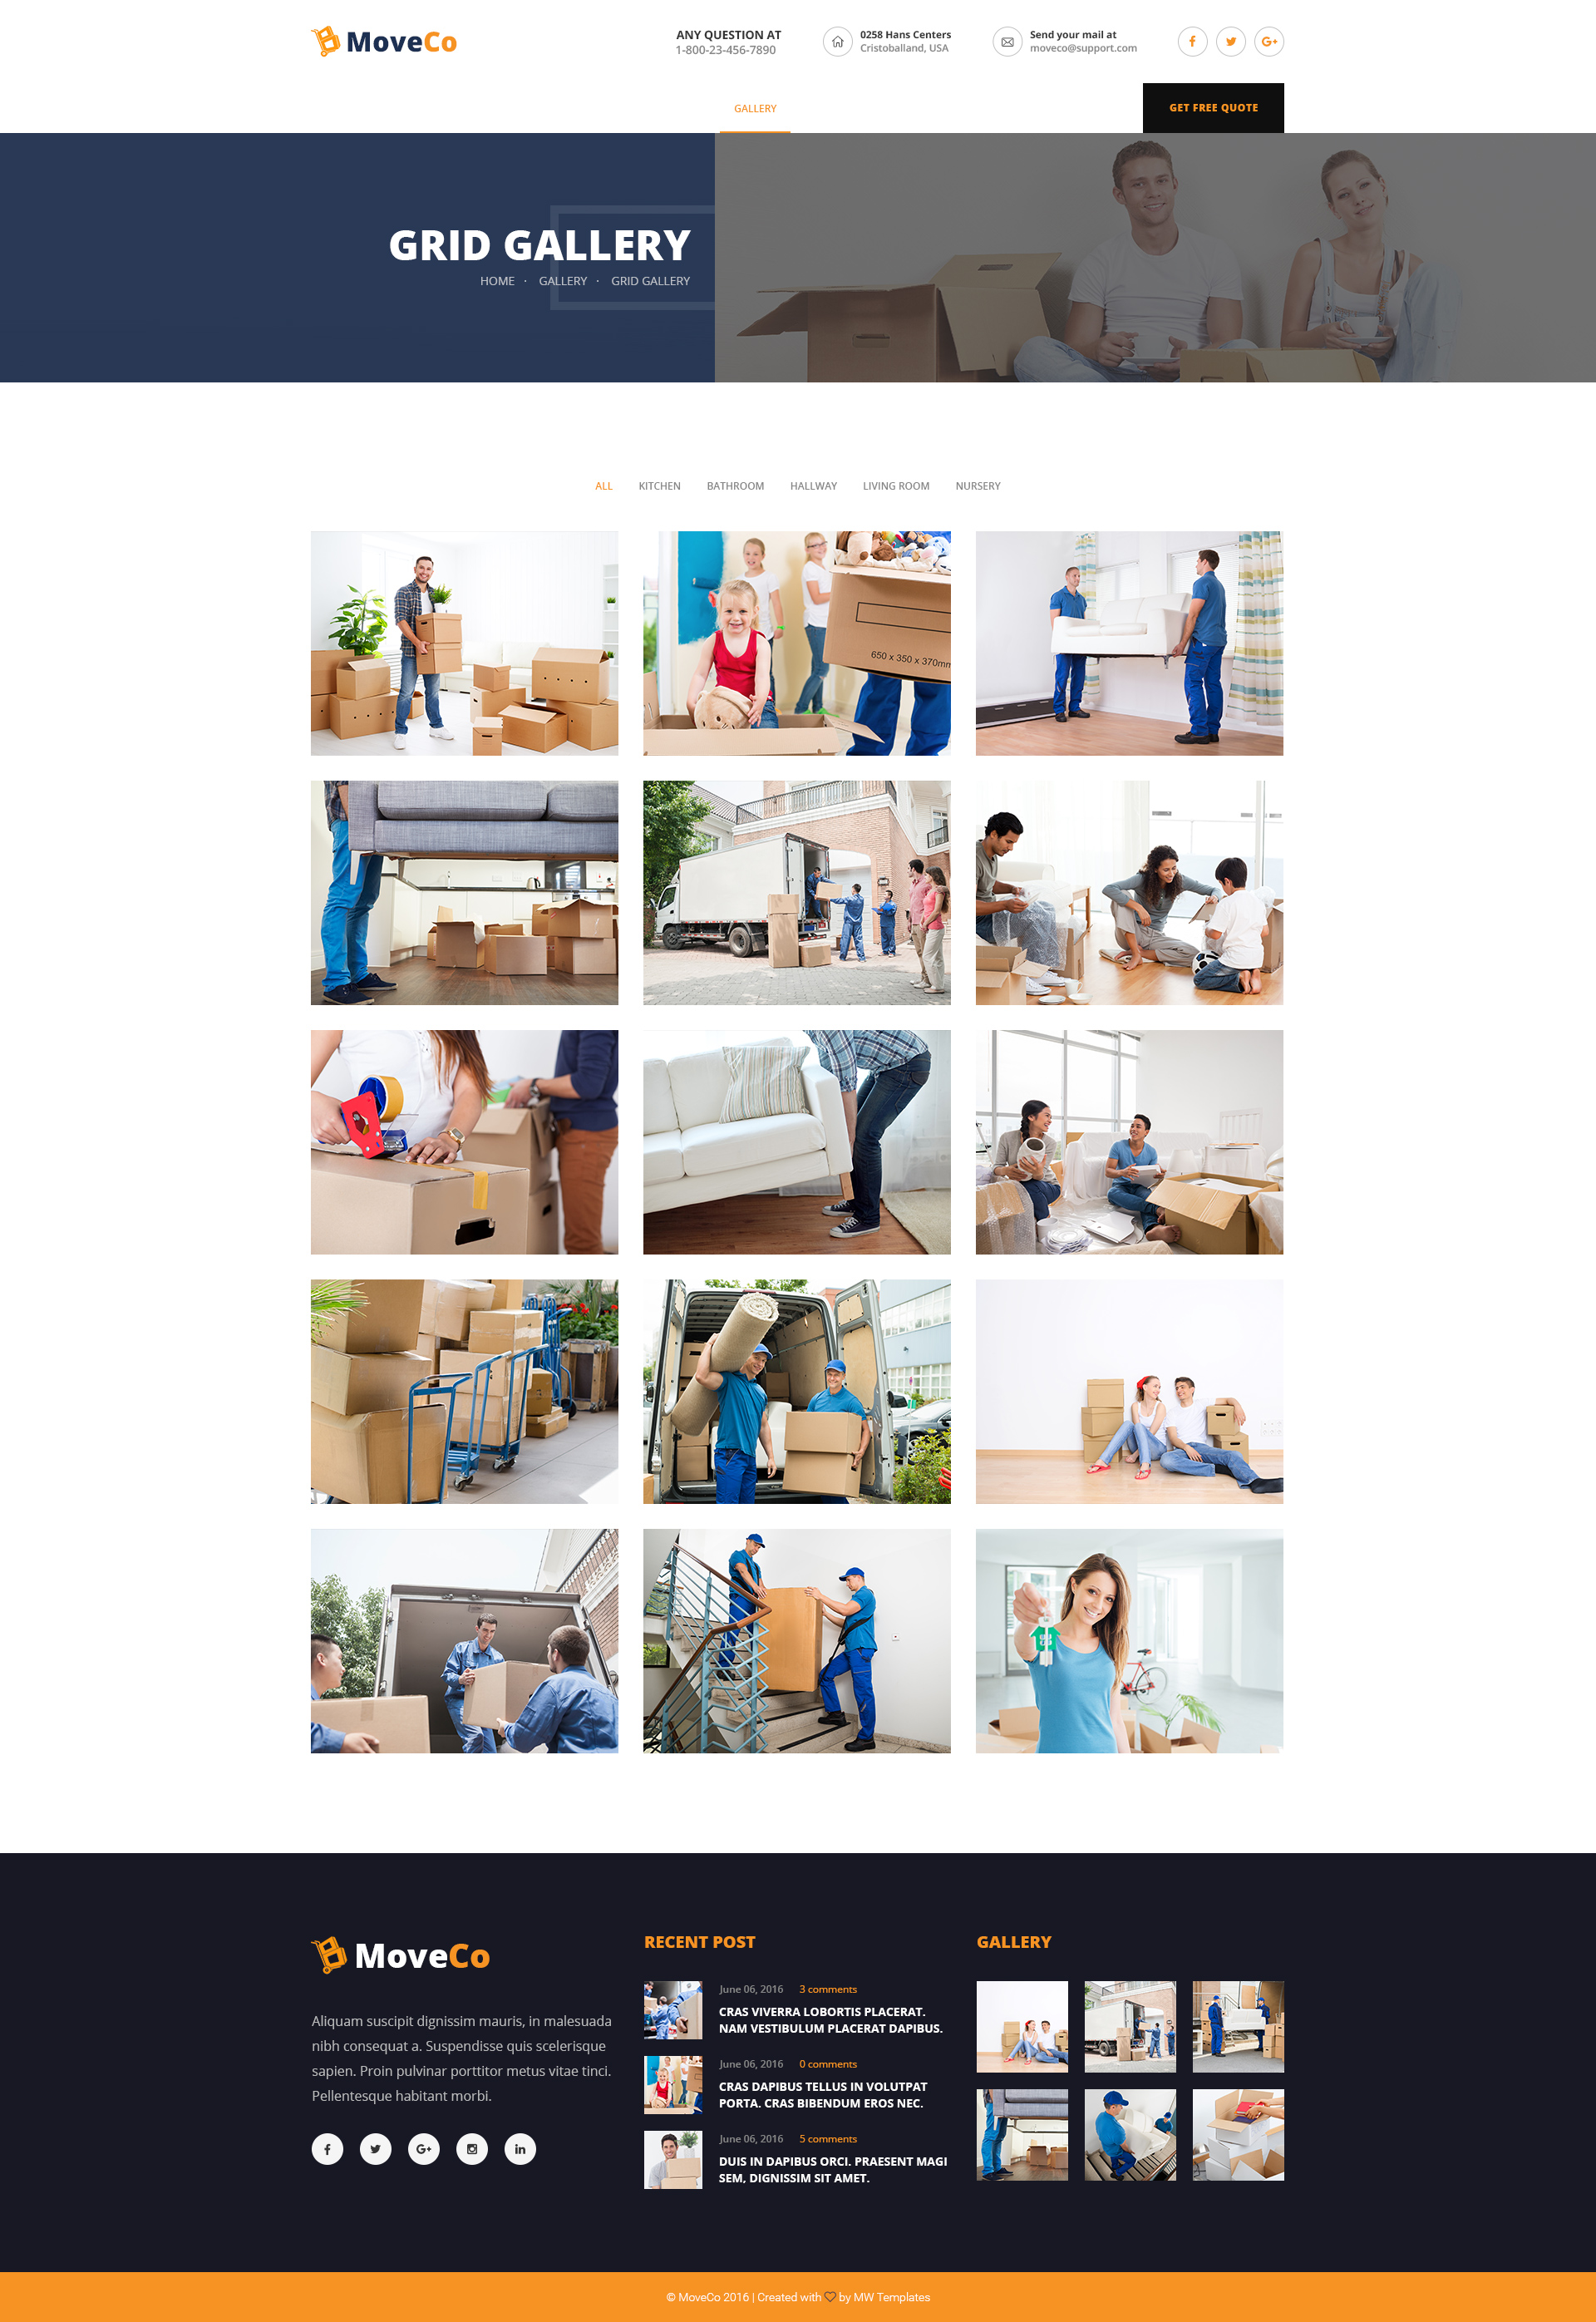 MoveCo
ANY QUESTION AT
1-800-23-456-7890
0258 Hans Centers
Cristoballand, USA
Send your mail at
moveco@support.com
GALLERY
GET FREE QUOTE
GRID GALLERY
HOME · GALLERY · GRID GALLERY
ALL KITCHEN BATHROOM HALLWAY LIVING ROOM NURSERY
650 x 350 x 370mm
MoveCo
Aliquam suscipit dignissim mauris, in malesuada
nibh consequat a. Suspendisse quis scelerisque
sapien. Proin pulvinar porttitor metus vitae tinci.
Pellentesque habitant morbi.
RECENT POST
June 06, 2016 3 comments
CRAS VIVERRA LOBORTIS PLACERAT.
NAM VESTIBULUM PLACERAT DAPIBUS.
June 06, 2016 0 comments
CRAS DAPIBUS TELLUS IN VOLUTPAT
PORTA. CRAS BIBENDUM EROS NEC.
June 06, 2016 5 comments
DUIS IN DAPIBUS ORCI. PRAESENT MAGI
SEM, DIGNISSIM SIT AMET.
GALLERY
© MoveCo 2016 | Created with ♡ by MW Templates